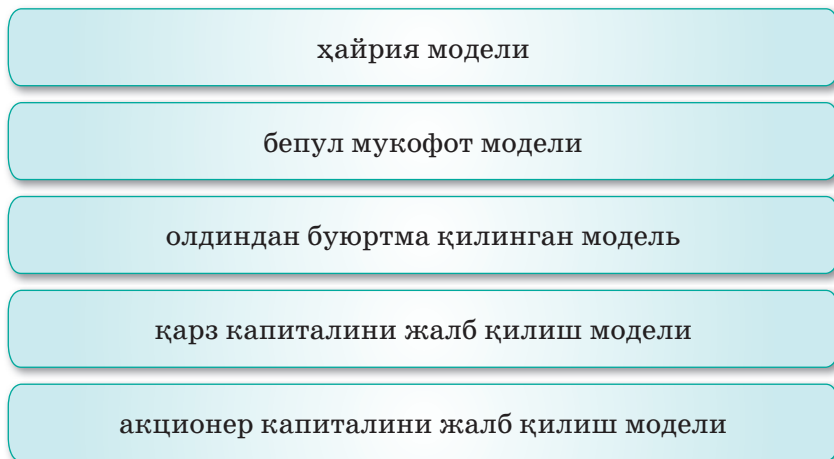 ҳайрия модели
бепул мукофот модели
олдиндан буюртма қилинган модель
қарз капиталини жалб қилиш модели
акционер капиталини жалб қилиш модели